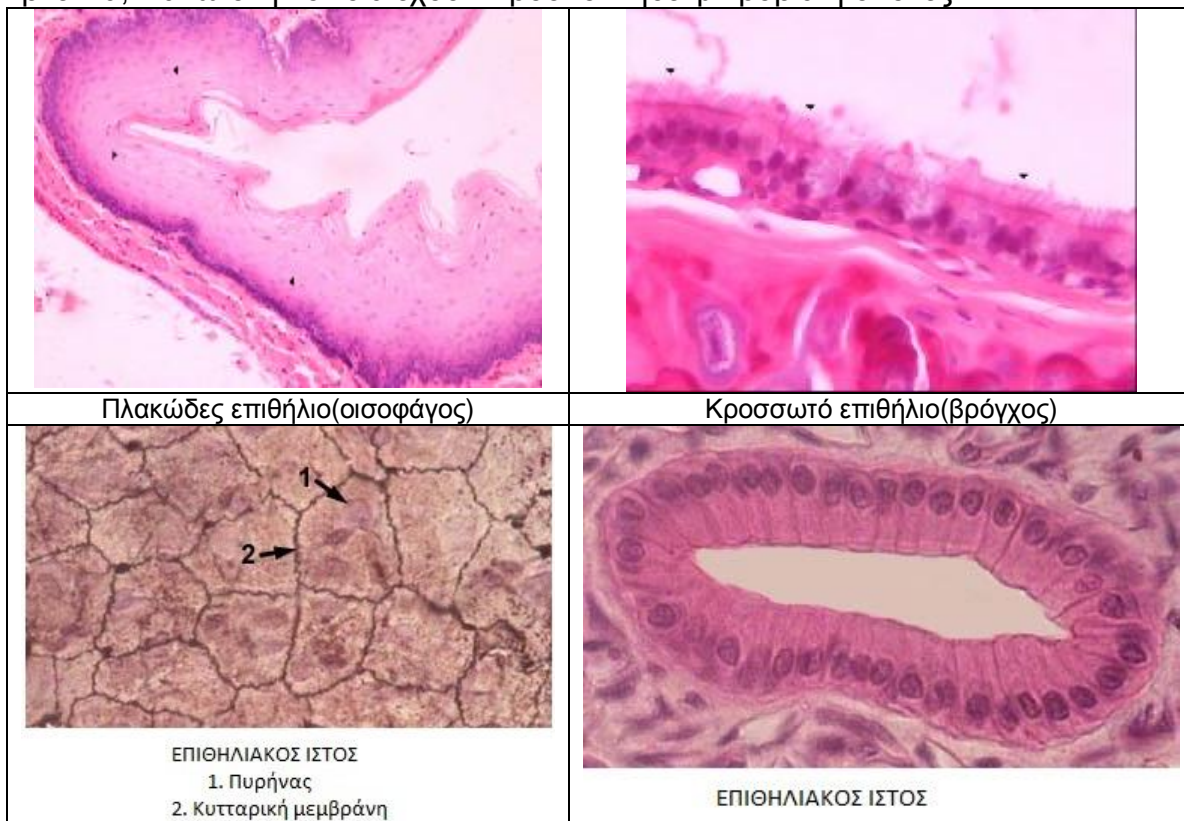 Πλακώδες επιθήλιο(οισοφάγος)
Κροσσωτό επιθήλιο(βρόγχος)
1
2
ΕΠΙΘΗΛΙΑΚΟΣ ΙΣΤΟΣ
1. Πυρήνας
2. Κυτταρική μεμβράνη
ΕΠΙΘΗΛΙΑΚΟΣ ΙΣΤΟΣ